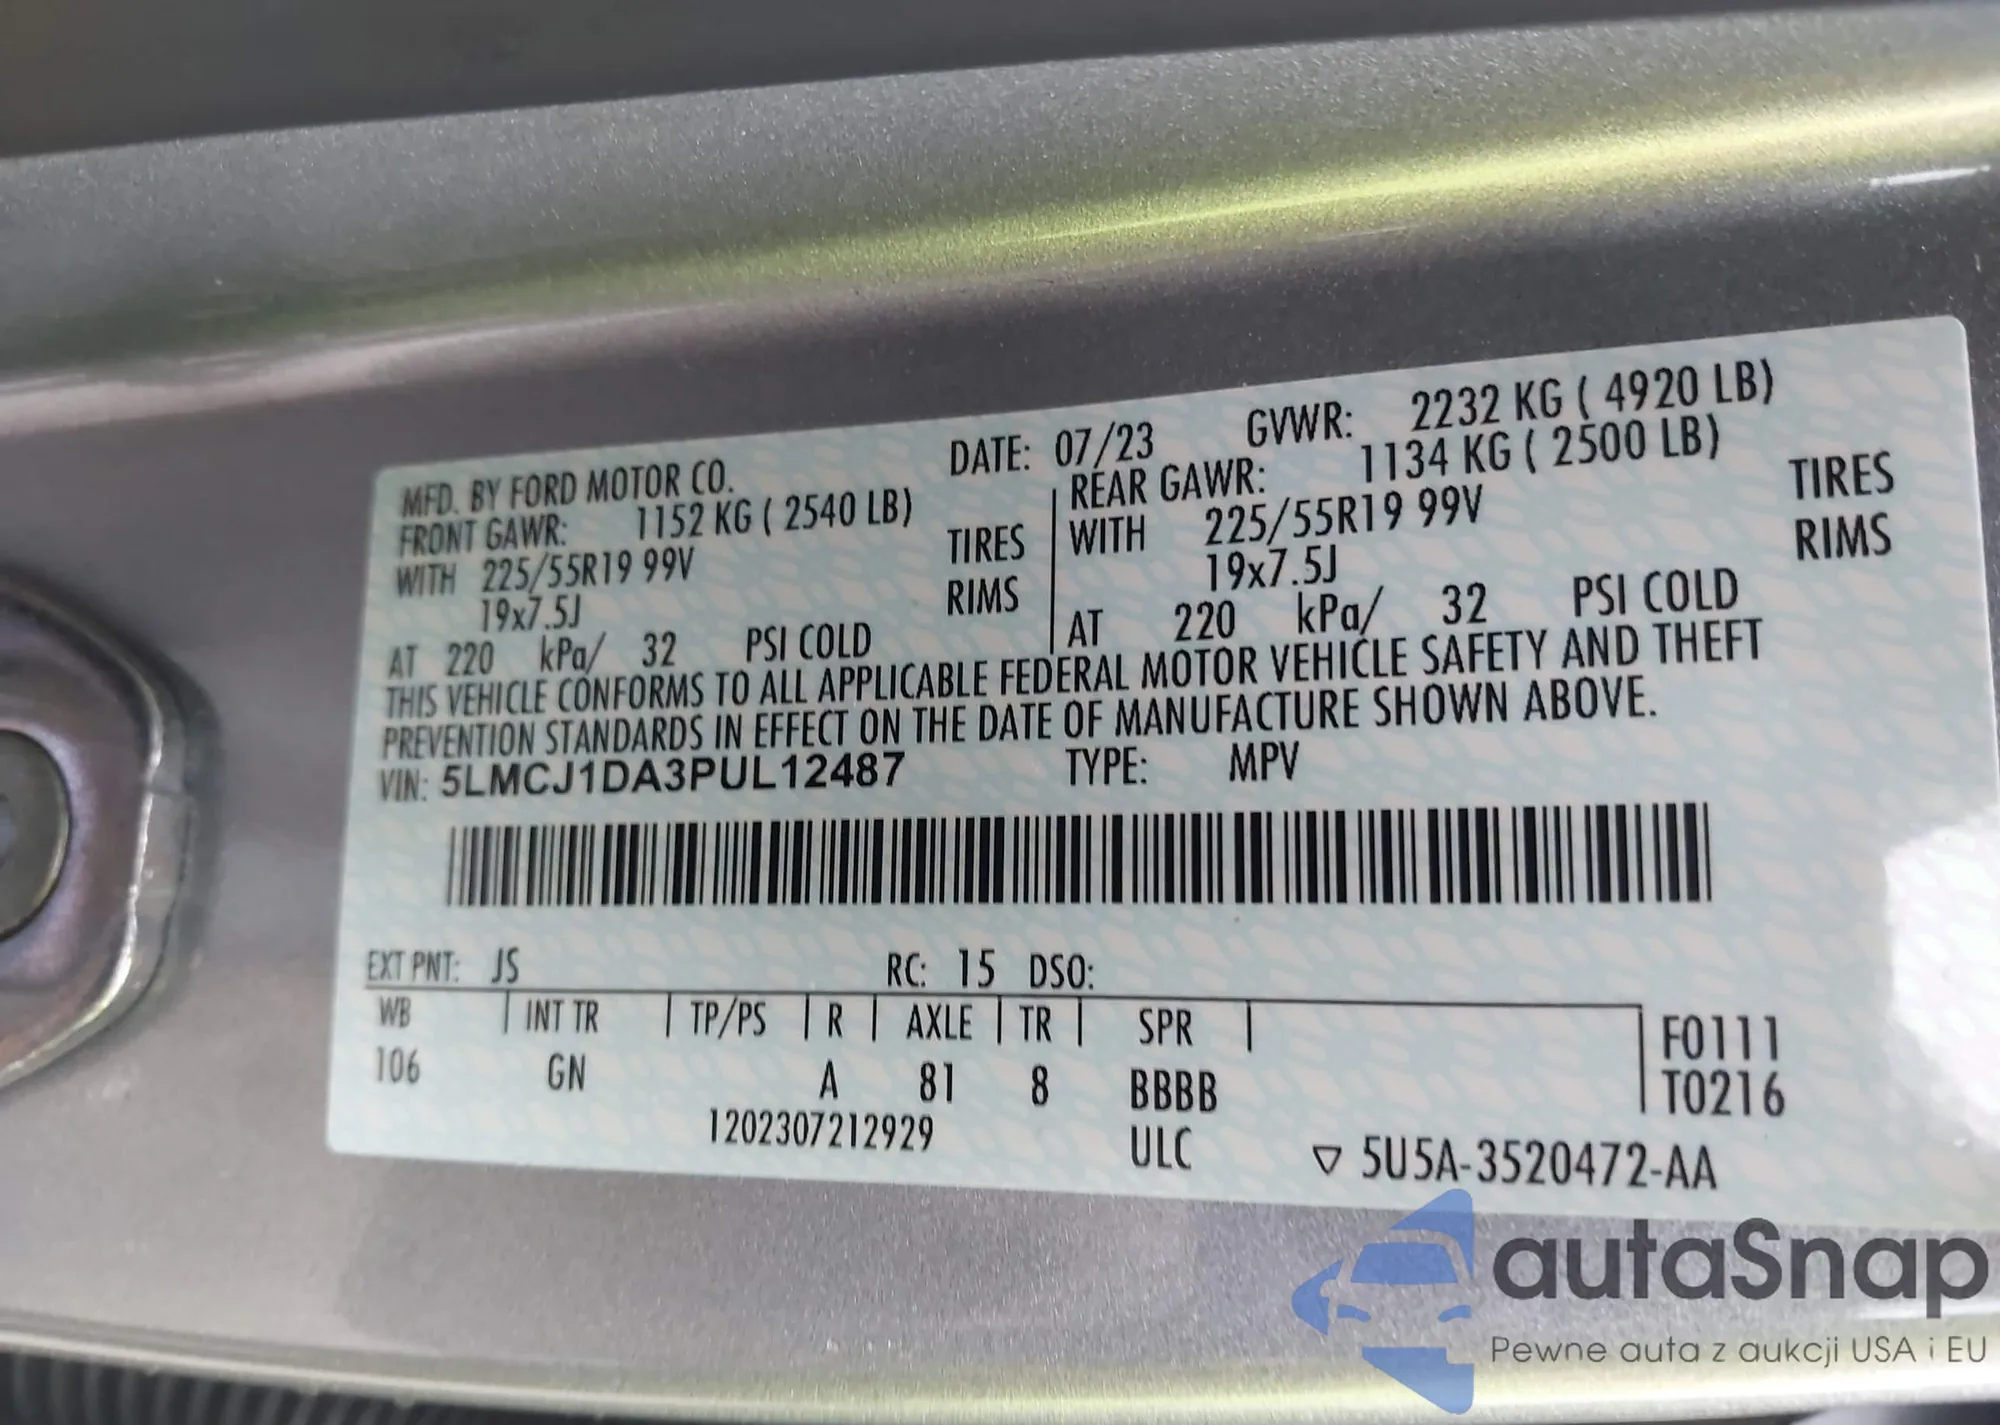 MFD. BY FORD MOTOR CO. DATE: 07/23 GVWR: 2232 KG ( 4920 LB)
FRONT GAWR: 1152 KG ( 2540 LB) REAR GAWR: 1134 KG ( 2500 LB)
WITH 225/55R19 99V TIRES WITH 225/55R19 99V TIRES
19x7.5J RIMS 19x7.5J RIMS
AT 220 kPa/ 32 PSI COLD AT 220 kPa/ 32 PSI COLD
THIS VEHICLE CONFORMS TO ALL APPLICABLE FEDERAL MOTOR VEHICLE SAFETY AND THEFT
PREVENTION STANDARDS IN EFFECT ON THE DATE OF MANUFACTURE SHOWN ABOVE.
VIN: 5LMCJ1DA3PUL12487 TYPE: MPV
EXT PNT: JS RC: 15 DSO:
WB INT TR TP/PS R AXLE TR SPR F0111
106 GN A 81 8 BBBB T0216
1202307212929 ULC ▽ 5U5A-3520472-AA
autaSnap
Pewne auta z aukcji USA i EU